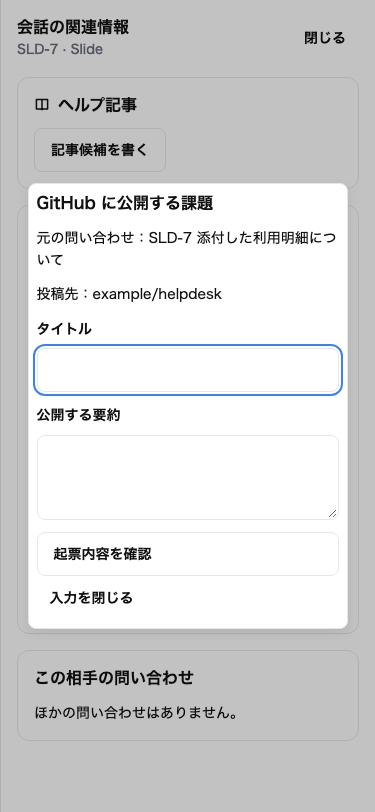 会話の関連情報
SLD-7 · Slide
閉じる
ヘルプ記事
記事候補を書く
GitHub に公開する課題
元の問い合わせ：SLD-7 添付した利用明細につ
いて
投稿先：example/helpdesk
タイトル
公開する要約
起票内容を確認
入力を閉じる
この相手の問い合わせ
ほかの問い合わせはありません。